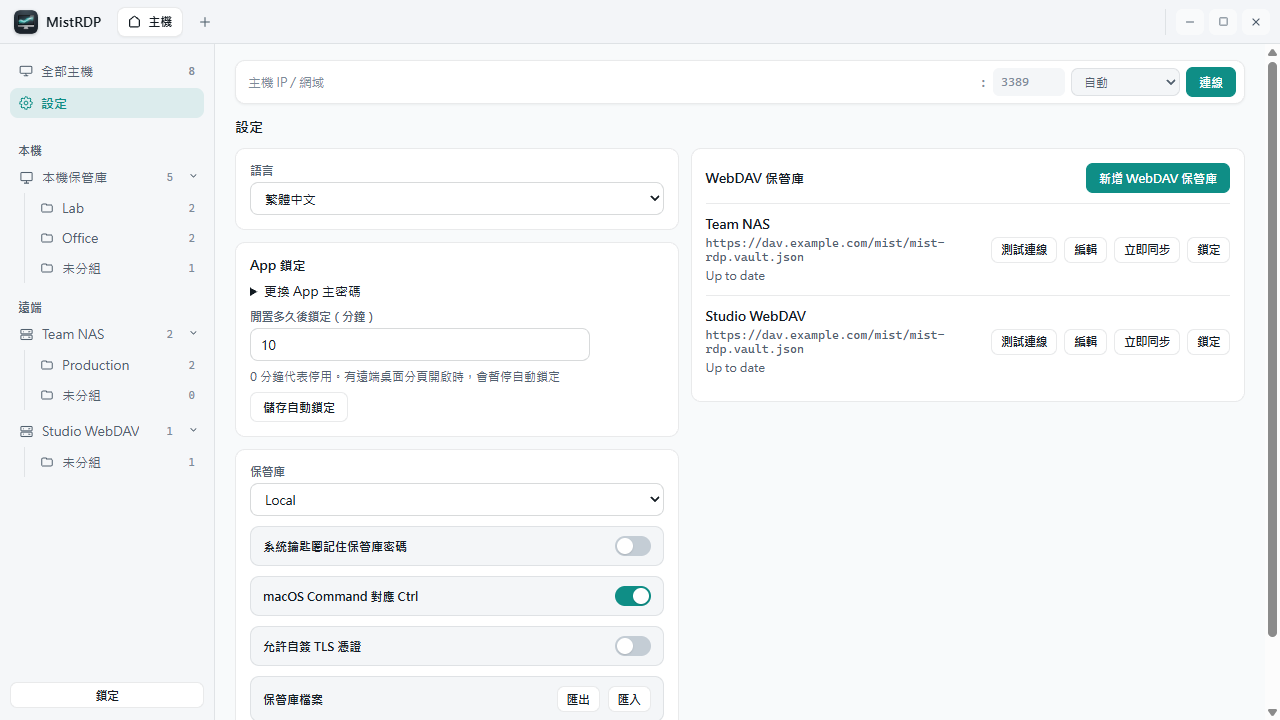 MistRDP
主機
全部主機 8
設定
本機
本機保管庫 5
Lab 2
Office 2
未分組 1
遠端
Team NAS 2
Production 2
未分組 0
Studio WebDAV 1
未分組 1
鎖定
主機 IP / 網域 : 3389 自動 連線
設定
語言
繁體中文
App 鎖定
更換 App 主密碼
閒置多久後鎖定（分鐘）
10
0 分鐘代表停用。有遠端桌面分頁開啟時，會暫停自動鎖定
儲存自動鎖定
保管庫
Local
系統鑰匙圈記住保管庫密碼
macOS Command 對應 Ctrl
允許自簽 TLS 憑證
保管庫檔案 匯出 匯入
WebDAV 保管庫 新增 WebDAV 保管庫
Team NAS
https://dav.example.com/mist/mist-
rdp.vault.json
Up to date
測試連線 編輯 立即同步 鎖定
Studio WebDAV
https://dav.example.com/mist/mist-
rdp.vault.json
Up to date
測試連線 編輯 立即同步 鎖定